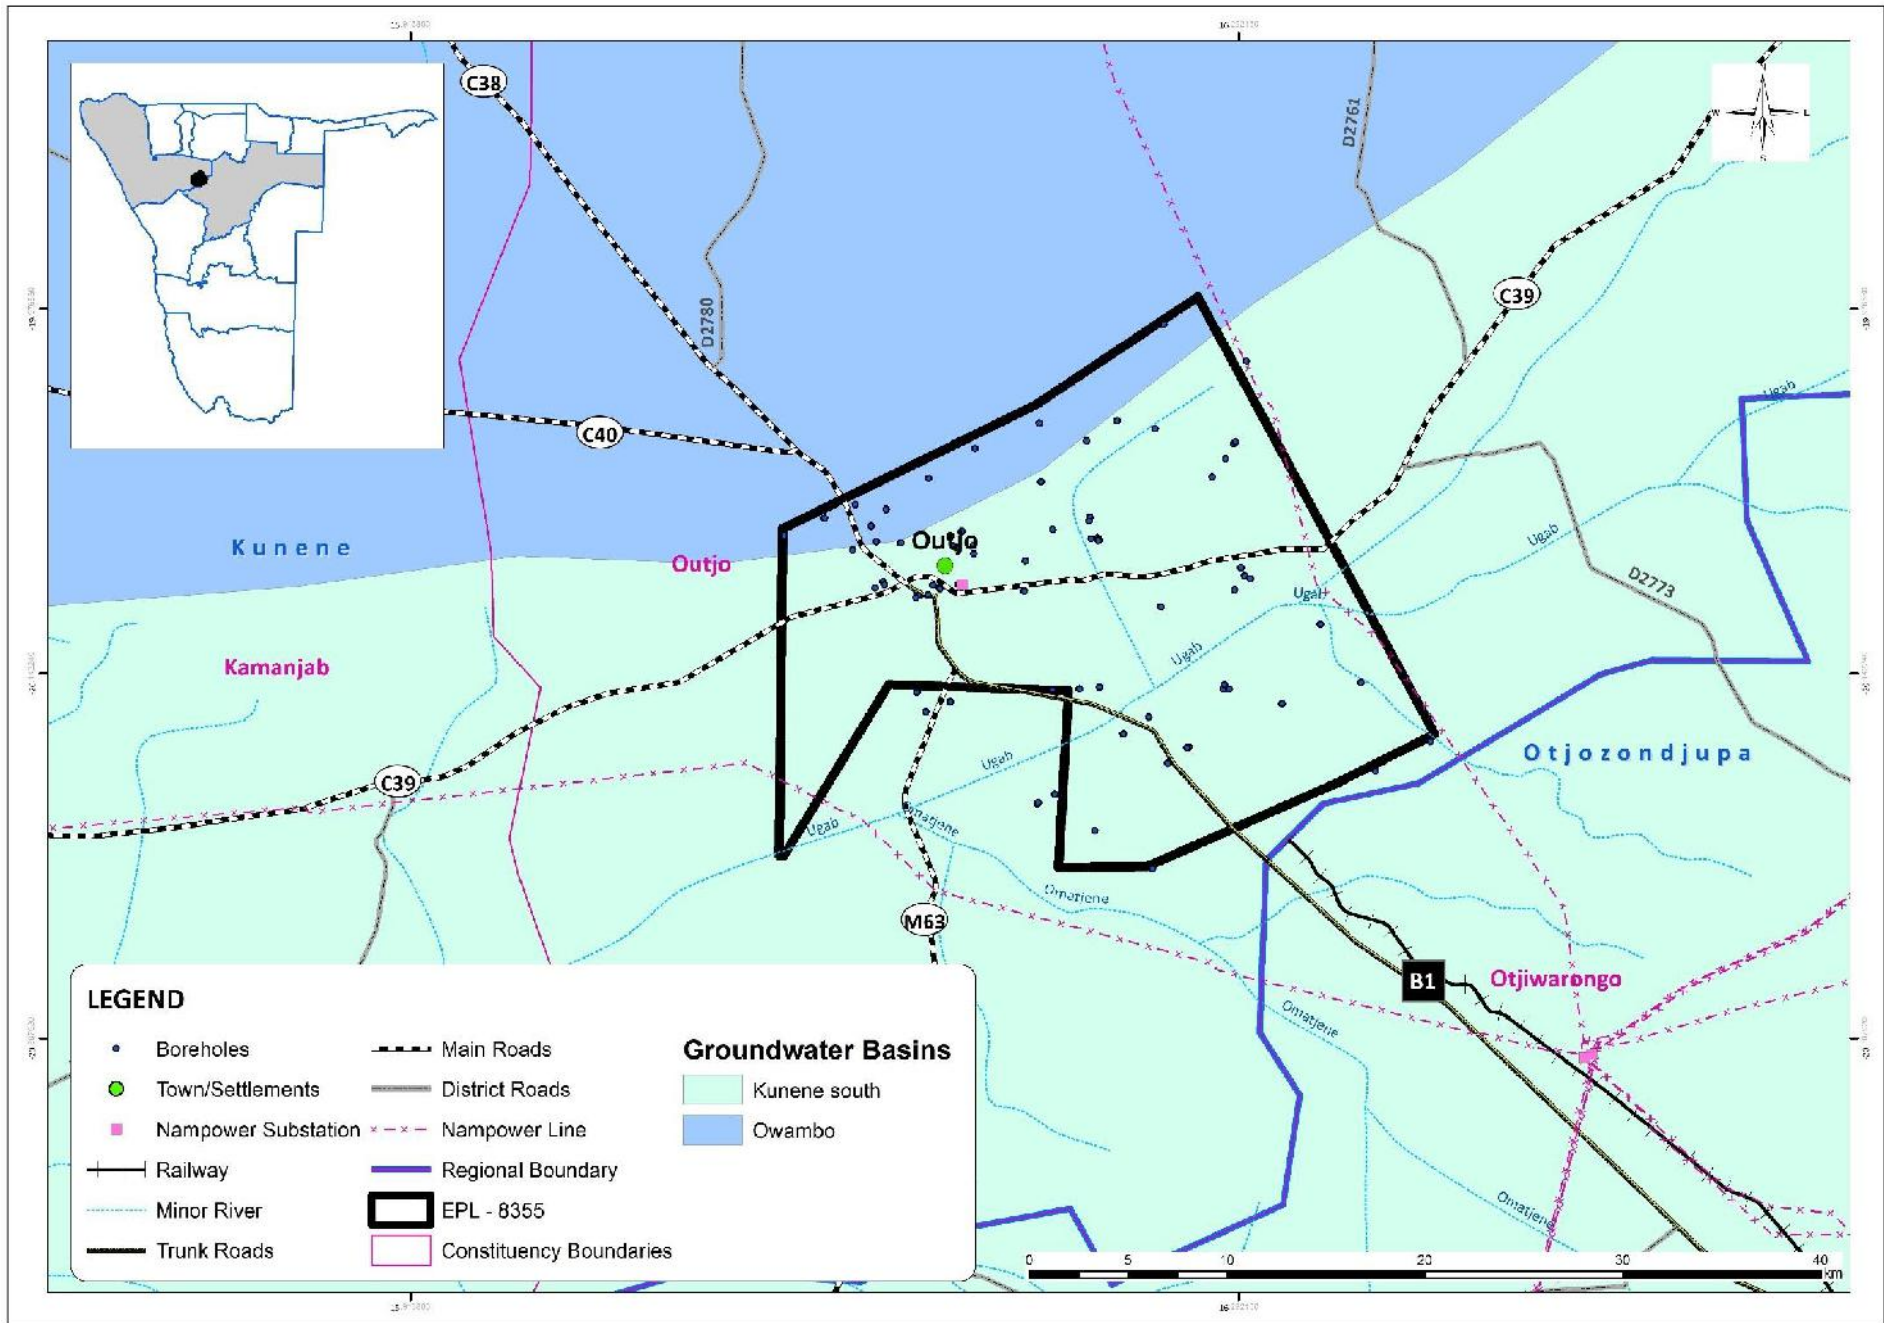 C38
D2761
W
S
D2780
C39
Ugab
C40
Outjo
Kunene
Outjo
Ugab
D2773
Ugab
Ugab
Kamanjab
Ugab
Otjozondjupa
C39
Ugab
Omatjene
M63
B1
Otjiwarongo
Omatjene
Omatjene
LEGEND
Boreholes
Town/Settlements
Nampower Substation
Railway
Minor River
Trunk Roads
Main Roads
District Roads
Nampower Line
Regional Boundary
EPL - 8355
Constituency Boundaries
Groundwater Basins
Kunene south
Owambo
0 5 10 20 30 40
km